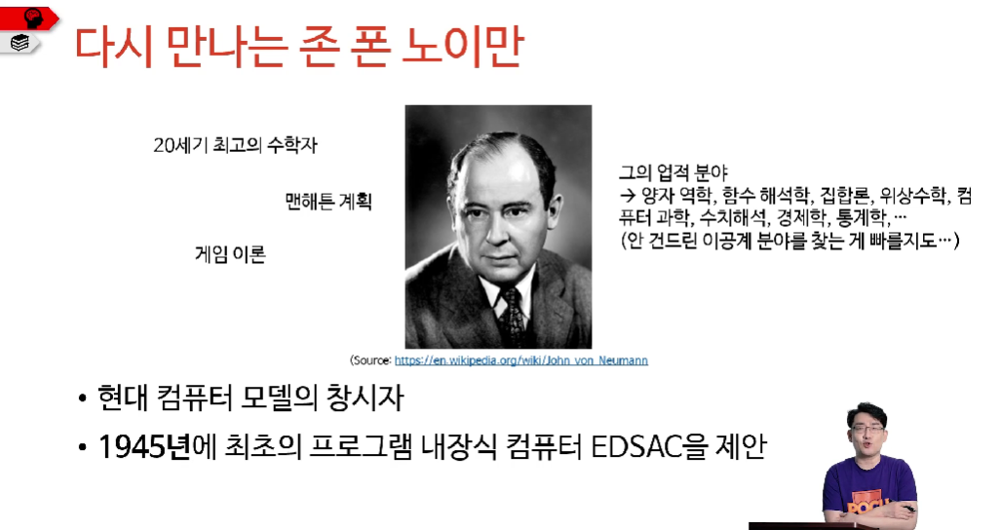 다시 만나는 존 폰 노이만
20세기 최고의 수학자
맨해튼 계획
게임 이론
그의 업적 분야
→ 양자 역학, 함수 해석학, 집합론, 위상수학, 컴
퓨터 과학, 수치해석, 경제학, 통계학,…
(안 건드린 이공계 분야를 찾는 게 빠를지도…)
(Source: https://en.wikipedia.org/wiki/John_von_Neumann
• 현대 컴퓨터 모델의 창시자
• 1945년에 최초의 프로그램 내장식 컴퓨터 EDSAC을 제안
POCU